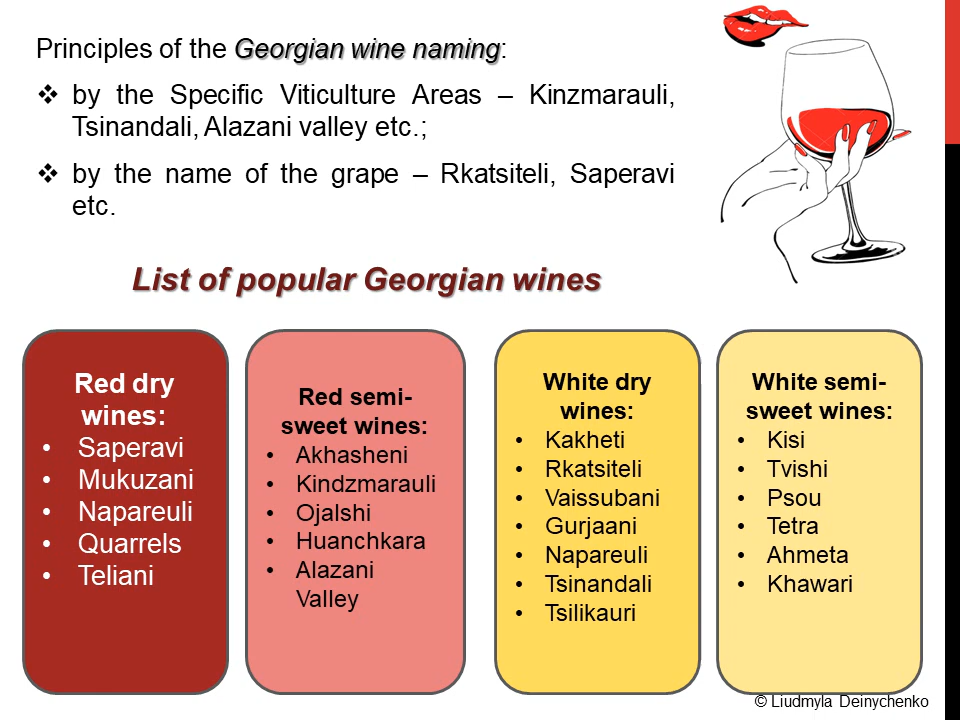 Principles of the Georgian wine naming:
❖ by the Specific Viticulture Areas – Kinzmarauli,
Tsinandali, Alazani valley etc.;
❖ by the name of the grape – Rkatsiteli, Saperavi
etc.
List of popular Georgian wines
Red dry
wines:
• Saperavi
• Mukuzani
• Napareuli
• Quarrels
• Teliani
Red semi-
sweet wines:
• Akhasheni
• Kindzmarauli
• Ojalshi
• Huanchkara
• Alazani
Valley
White dry
wines:
• Kakheti
• Rkatsiteli
• Vaissubani
• Gurjaani
• Napareuli
• Tsinandali
• Tsilikauri
White semi-
sweet wines:
• Kisi
• Tvishi
• Psou
• Tetra
• Ahmeta
• Khawari
© Liudmyla Deinychenko